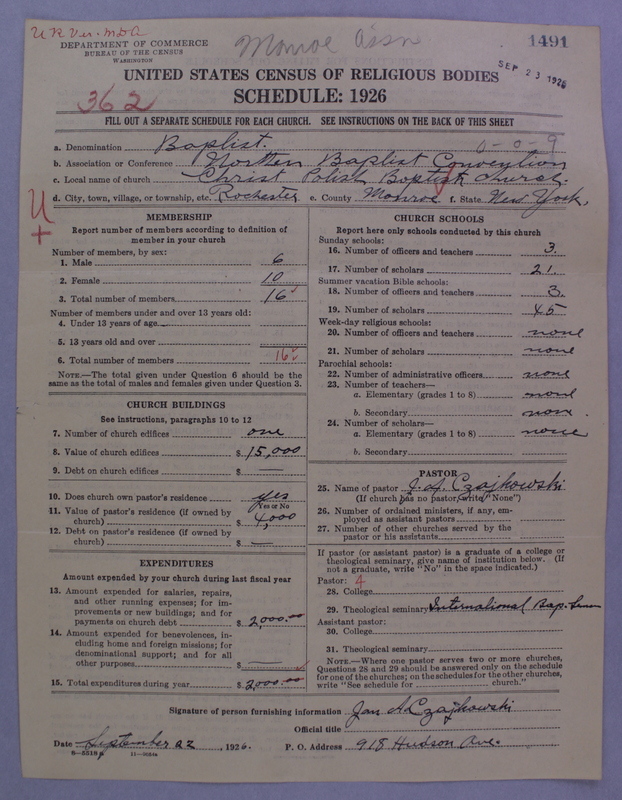 U R Ver. MDA
DEPARTMENT OF COMMERCE
BUREAU OF THE CENSUS
WASHINGTON
Monroe Assn
1491
SEP 23 1926
UNITED STATES CENSUS OF RELIGIOUS BODIES
SCHEDULE: 1926
362
FILL OUT A SEPARATE SCHEDULE FOR EACH CHURCH. SEE INSTRUCTIONS ON THE BACK OF THIS SHEET
a. Denomination Baptist. 0-0-9
b. Association or Conference Northern Baptist Convention
c. Local name of church Christ Polish Baptist Church.
d. City, town, village, or township, etc. Rochester e. County Monroe f. State New York,
U
+
MEMBERSHIP
Report number of members according to definition of
member in your church
Number of members, by sex:
1. Male 6
2. Female 10
3. Total number of members 16
Number of members under and over 13 years old:
4. Under 13 years of age
5. 13 years old and over
6. Total number of members 16
NOTE.—The total given under Question 6 should be the
same as the total of males and females given under Question 3.
CHURCH BUILDINGS
See instructions, paragraphs 10 to 12
7. Number of church edifices one
8. Value of church edifices $ 15,000
9. Debt on church edifices $ —
10. Does church own pastor's residence yes
Yes or No
11. Value of pastor's residence (if owned by
church) $ 4,000
12. Debt on pastor's residence (if owned by
church) $ —
EXPENDITURES
Amount expended by your church during last fiscal year
13. Amount expended for salaries, repairs,
and other running expenses; for im-
provements or new buildings; and for
payments on church debt $ 2,000.00
14. Amount expended for benevolences, in-
cluding home and foreign missions; for
denominational support; and for all
other purposes $ —
15. Total expenditures during year $ 2,000.00
CHURCH SCHOOLS
Report here only schools conducted by this church
Sunday schools:
16. Number of officers and teachers 3.
17. Number of scholars 21.
Summer vacation Bible schools:
18. Number of officers and teachers 3.
19. Number of scholars 45
Week-day religious schools:
20. Number of officers and teachers none
21. Number of scholars none
Parochial schools:
22. Number of administrative officers none
23. Number of teachers—
a. Elementary (grades 1 to 8) none
b. Secondary none.
24. Number of scholars—
a. Elementary (grades 1 to 8) none
b. Secondary
PASTOR
25. Name of pastor J. A. Czajkowski
(If church has no pastor, write "None")
26. Number of ordained ministers, if any, em-
ployed as assistant pastors
27. Number of other churches served by the
pastor or his assistants
If pastor (or assistant pastor) is a graduate of a college or
theological seminary, give name of institution below. (If
not a graduate, write "No" in the space indicated.)
Pastor: 4
28. College
29. Theological seminary International Bap. Sem
Assistant pastor:
30. College
31. Theological seminary
NOTE.—Where one pastor serves two or more churches,
Questions 28 and 29 should be answered only on the schedule
for one of the churches; on the schedules for the other churches,
write "See schedule for church."
Signature of person furnishing information Jan A. Czajkowski
Official title
Date September 22, 1926. P. O. Address 918 Hudson Ave.